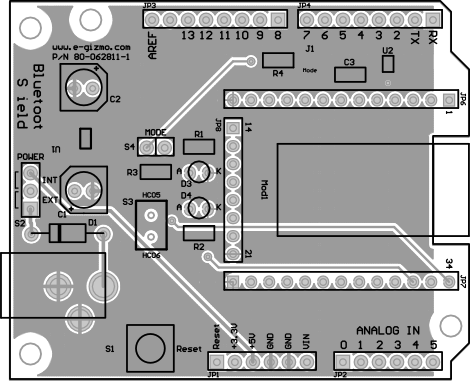 JP3
JP4
AREF
13 12 11 10 9 8
7 6 5 4 3 2 TX RX
www.e-gizmo.com
P/N 80-062811-1
J1
U2
R4
Mode
C3
Bluetoot
S ield
C2
JP6
1
JP8
14
MODE
S4
R1
U1
POWER
R3
A K
D3
INT
EXT
HC05
S3
A K
D4
Mod1
C1
S2
D1
R2
HC06
21
34
JP7
S1
Reset
Reset
+3.3V
+5V
GND
GND
VIN
JP1
ANALOG IN
0 1 2 3 4 5
JP2